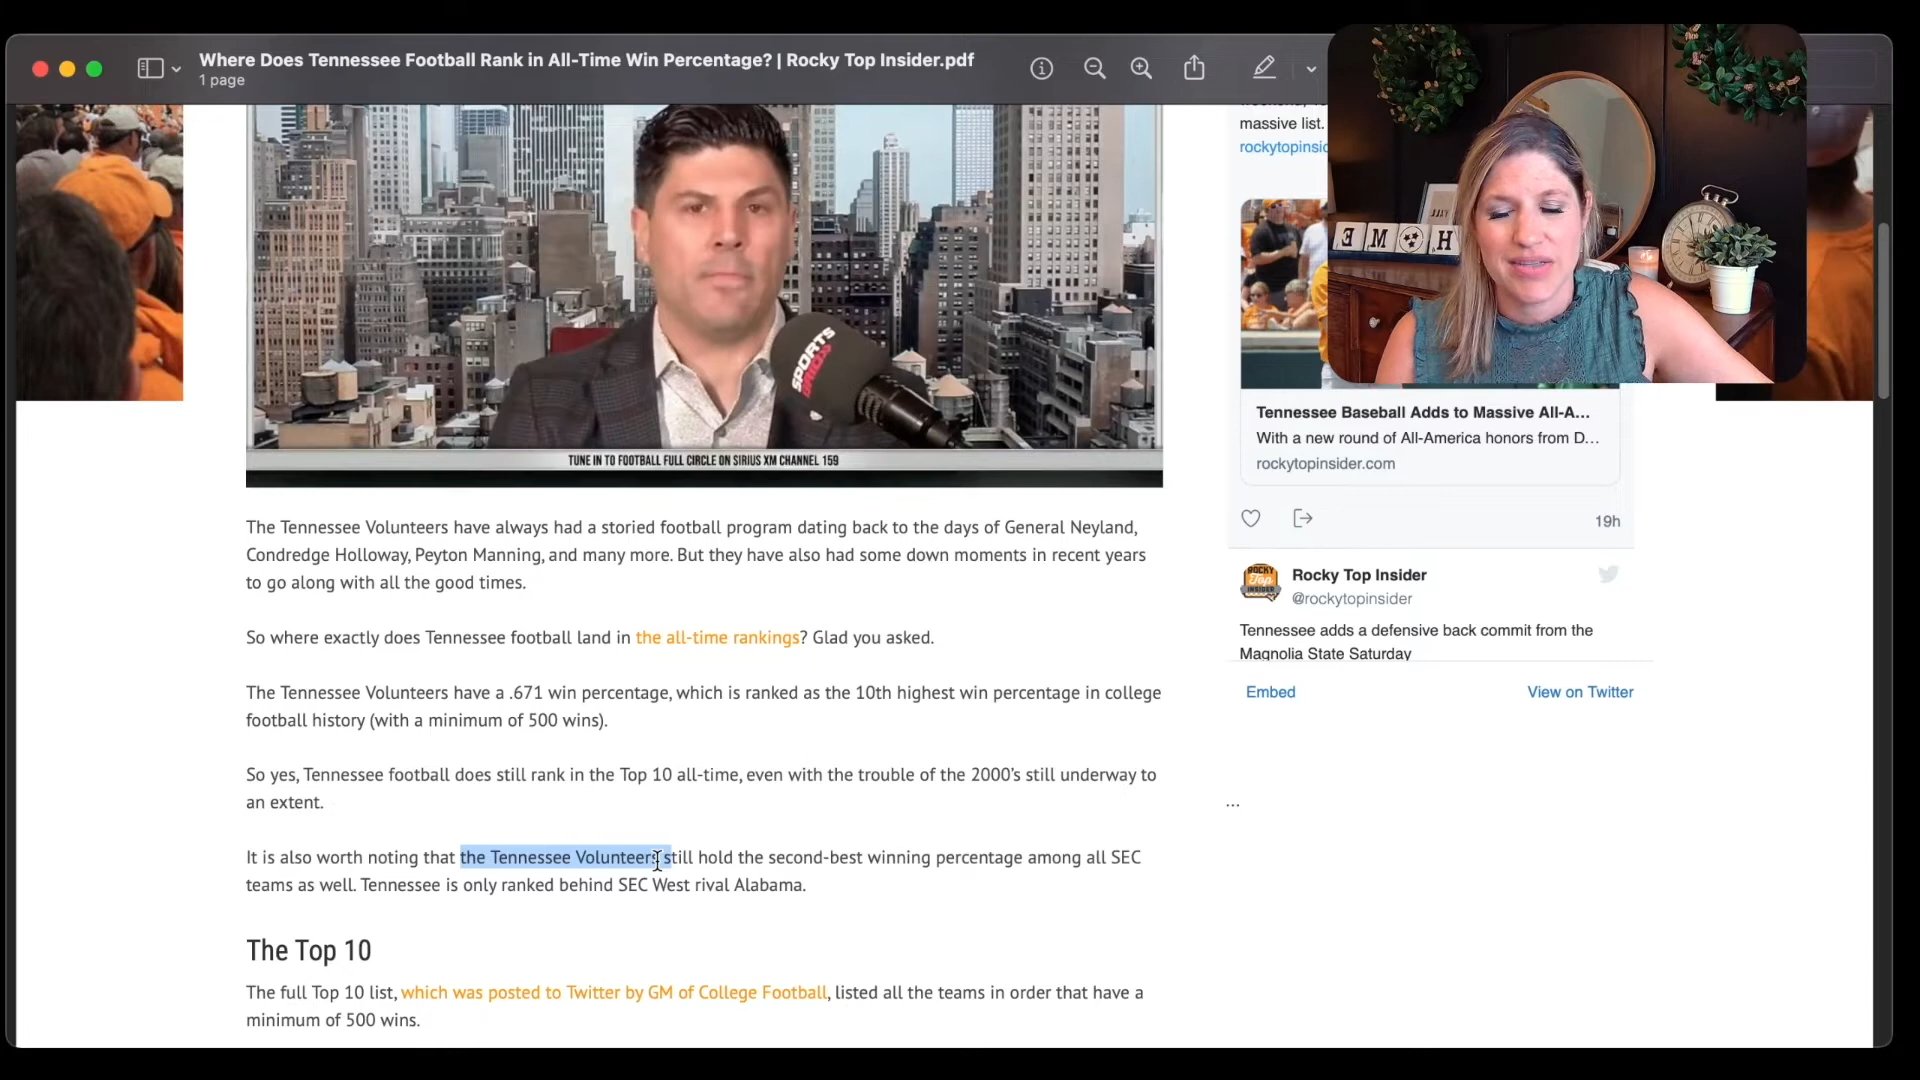 Where Does Tennessee Football Rank in All-Time Win Percentage? | Rocky Top Insider.pdf
1 page
massive list.
rockytopinsi
HOME
SPORTS
GRIDS
TUNE IN TO FOOTBALL FULL CIRCLE ON SIRIUS XM CHANNEL 159
Tennessee Baseball Adds to Massive All-A...
With a new round of All-America honors from D...
rockytopinsider.com
19h
The Tennessee Volunteers have always had a storied football program dating back to the days of General Neyland,
Condredge Holloway, Peyton Manning, and many more. But they have also had some down moments in recent years
to go along with all the good times.
So where exactly does Tennessee football land in the all-time rankings? Glad you asked.
The Tennessee Volunteers have a .671 win percentage, which is ranked as the 10th highest win percentage in college
football history (with a minimum of 500 wins).
So yes, Tennessee football does still rank in the Top 10 all-time, even with the trouble of the 2000's still underway to
an extent.
It is also worth noting that the Tennessee Volunteers still hold the second-best winning percentage among all SEC
teams as well. Tennessee is only ranked behind SEC West rival Alabama.
The Top 10
The full Top 10 list, which was posted to Twitter by GM of College Football, listed all the teams in order that have a
minimum of 500 wins.
ROCKY
Top
INSIDER
Rocky Top Insider
@rockytopinsider
Tennessee adds a defensive back commit from the
Magnolia State Saturday
Embed
View on Twitter
...